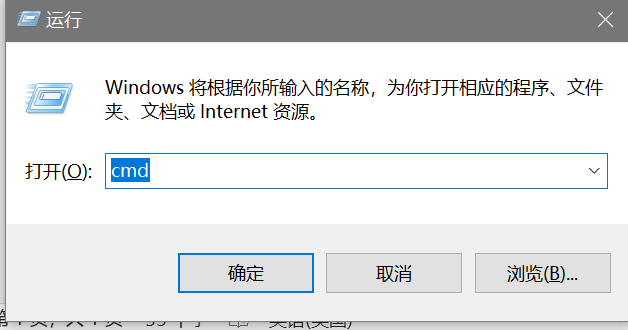 运行
Windows 将根据你所输入的名称，为你打开相应的程序、文件
夹、文档或 Internet 资源。
打开(O): cmd
确定 取消 浏览(B)...